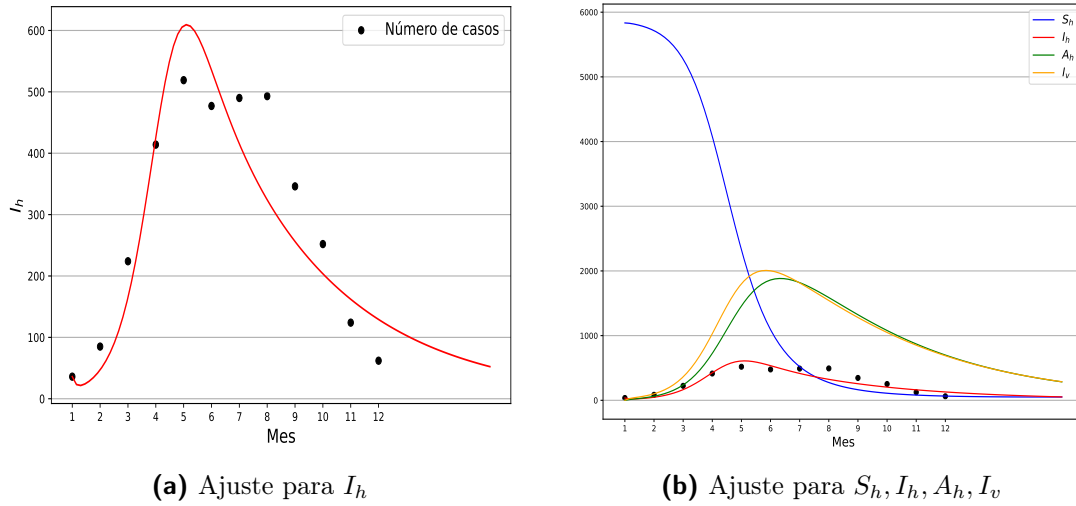 600
500
400
300
200
100
0
I_h
Número de casos
1 2 3 4 5 6 7 8 9 10 11 12
Mes
(a) Ajuste para I_h
6000
5000
4000
3000
2000
1000
0
S_h
I_h
A_h
I_v
1 2 3 4 5 6 7 8 9 10 11 12
Mes
(b) Ajuste para S_h, I_h, A_h, I_v